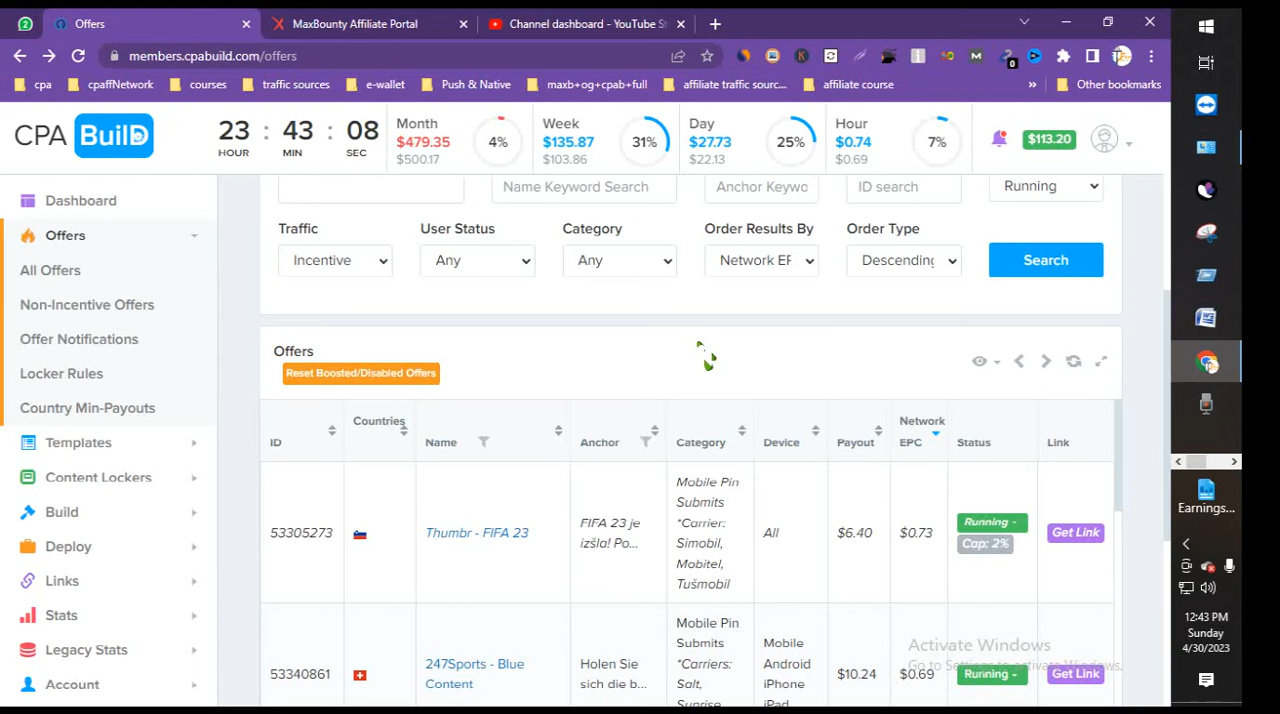 2
Offers
MaxBounty Affiliate Portal
Channel dashboard - YouTube St
members.cpabuild.com/offers
0
cpa
cpaffNetwork
courses
traffic sources
e-wallet
Push & Native
maxb+og+cpab+full
affiliate traffic sourc...
affiliate course
»
Other bookmarks
CPA BuilD
23 : 43 : 08
HOUR MIN SEC
Month
$479.35
$500.17
4%
Week
$135.87
$103.86
31%
Day
$27.73
$22.13
25%
Hour
$0.74
$0.69
7%
$113.20
Dashboard
Offers
All Offers
Non-Incentive Offers
Offer Notifications
Locker Rules
Country Min-Payouts
Templates
Content Lockers
Build
Deploy
Links
Stats
Legacy Stats
Account
Name Keyword Search
Anchor Keywo
ID search
Running
Traffic
User Status
Category
Order Results By
Order Type
Incentive
Any
Any
Network EF
Descending
Search
Offers
Reset Boosted/Disabled Offers
ID
Countries
Name
Anchor
Category
Device
Payout
Network
EPC
Status
Link
53305273
Thumbr - FIFA 23
FIFA 23 je
izšla! Po...
Mobile Pin
Submits
*Carrier:
Simobil,
Mobitel,
Tušmobil
All
$6.40
$0.73
Running -
Cap: 2%
Get Link
53340861
247Sports - Blue
Content
Holen Sie
sich die b...
Mobile Pin
Submits
*Carriers:
Salt,
Sunrise
Mobile
Android
iPhone
iPad
$10.24
$0.69
Running -
Get Link
Activate Windows
Go to Settings to activate Windows.
Earnings...
12:43 PM
Sunday
4/30/2023